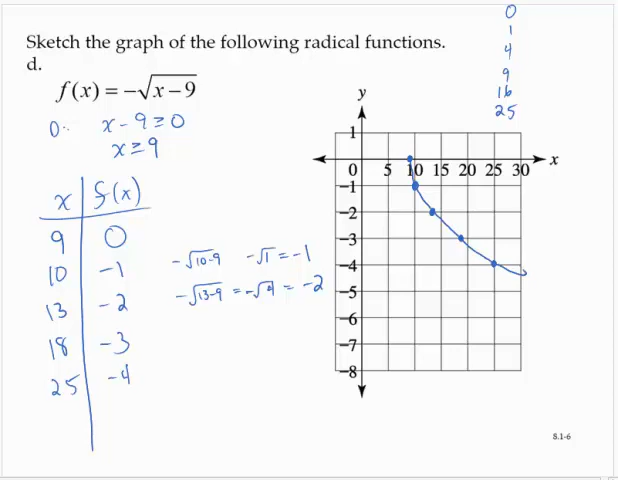 0
1
4
9
16
25
Sketch the graph of the following radical functions.
d.
f(x) = −√x − 9
D: x - 9 ≥ 0
x ≥ 9
x f(x)
9 0
10 -1
13 -2
18 -3
25 -4
-√10-9 -√1 = -1
-√13-9 = -√4 = -2
y
1
0 5 10 15 20 25 30 x
−1
−2
−3
−4
−5
−6
−7
−8
8.1-6